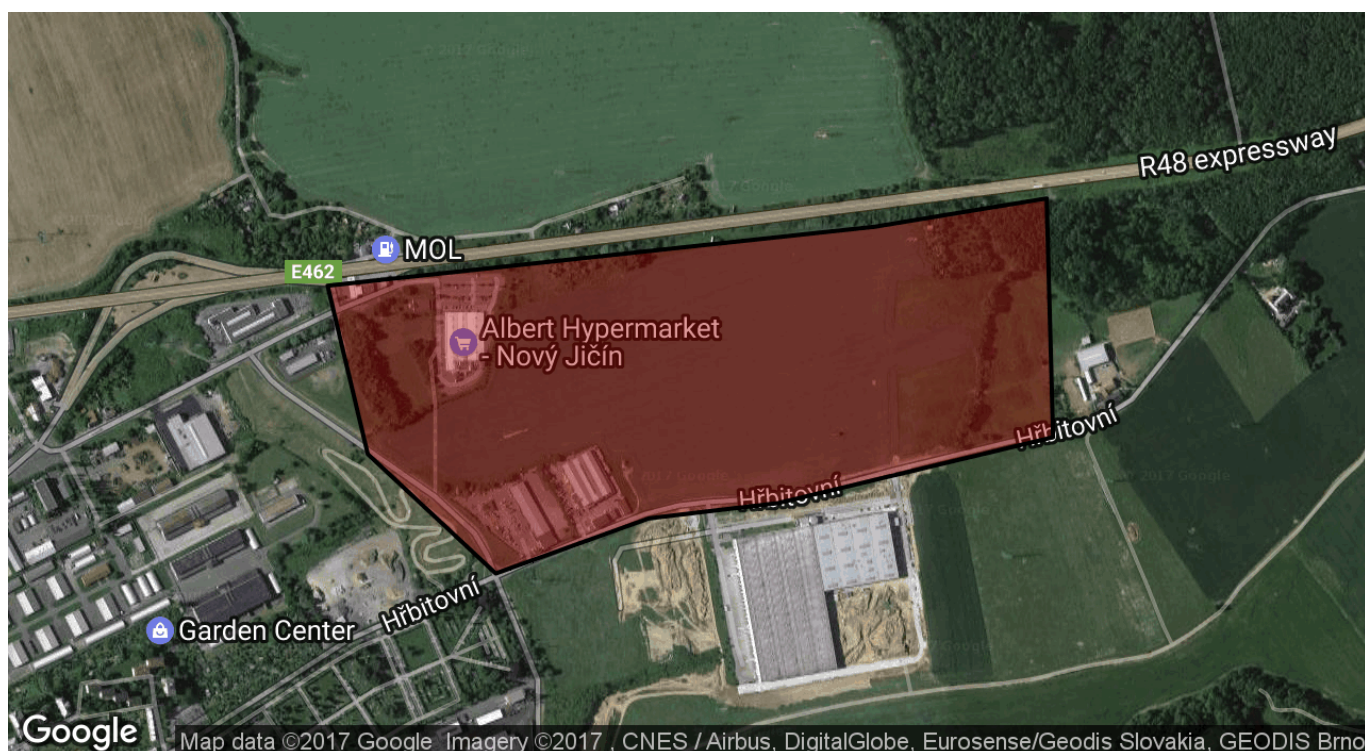 R48 expressway
MOL
E462
Albert Hypermarket
- Nový Jičín
Hřbitovní
Hřbitovní
Hřbitovní
Garden Center
Google
Map data ©2017 Google Imagery ©2017 , CNES / Airbus, DigitalGlobe, Eurosense/Geodis Slovakia, GEODIS Brno